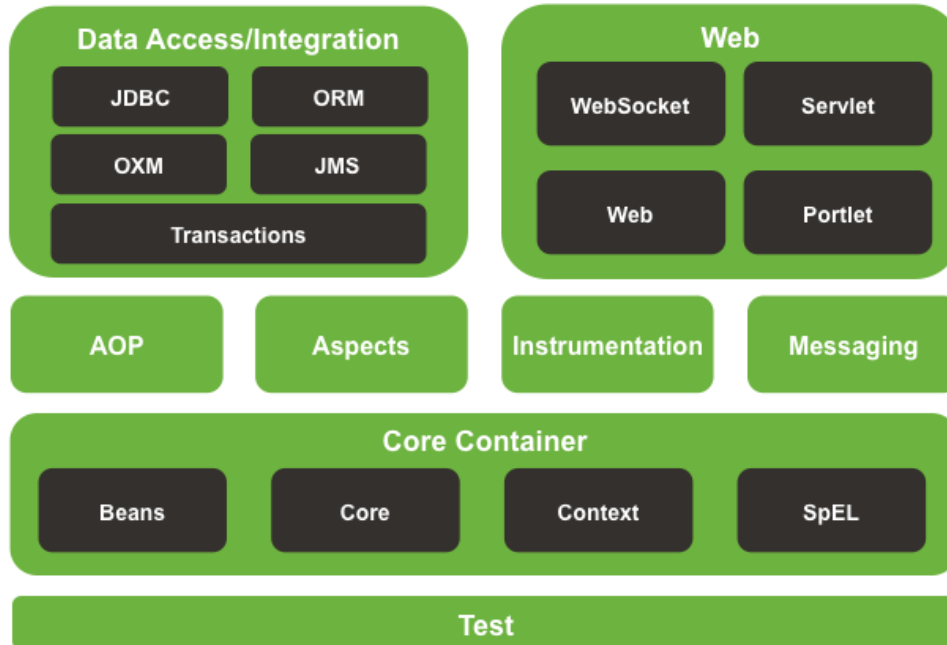 Data Access/Integration
JDBC
ORM
OXM
JMS
Transactions
Web
WebSocket
Servlet
Web
Portlet
AOP
Aspects
Instrumentation
Messaging
Core Container
Beans
Core
Context
SpEL
Test